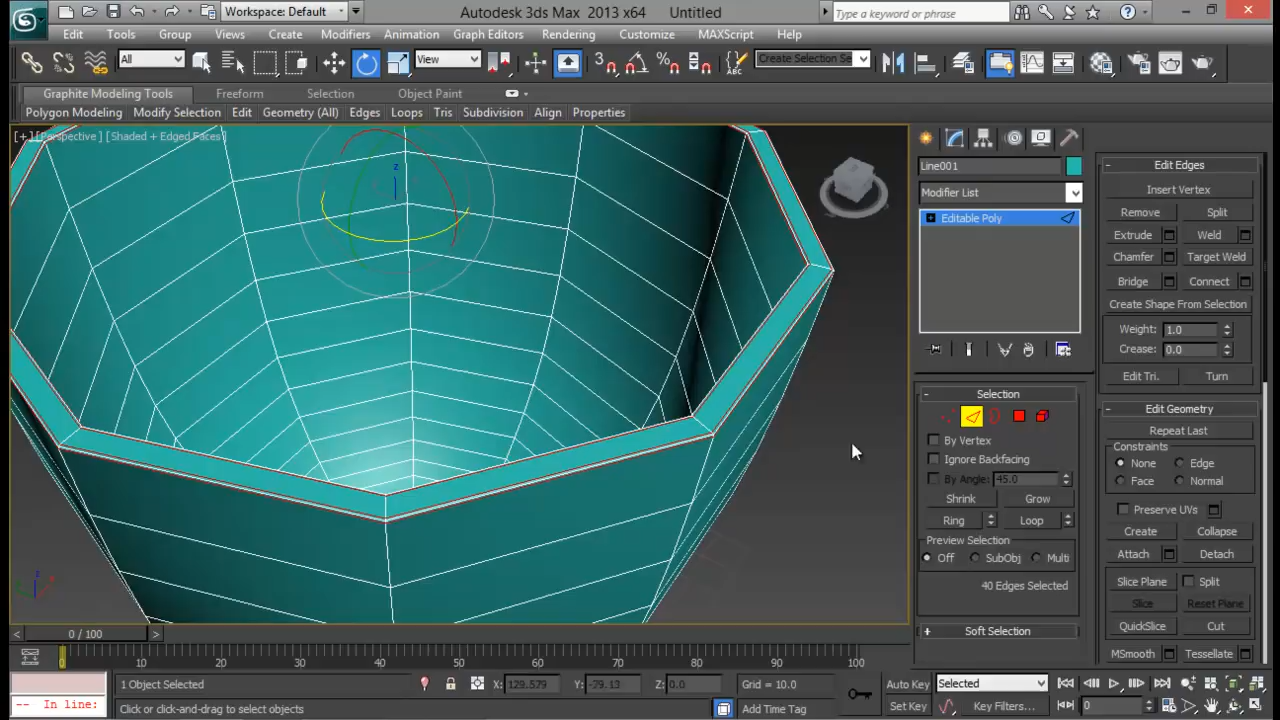 Workspace: Default
Autodesk 3ds Max 2013 x64
Untitled
Type a keyword or phrase
Edit Tools Group Views Create Modifiers Animation Graph Editors Rendering Customize MAXScript Help
All
View
Create Selection Se
Graphite Modeling Tools Freeform Selection Object Paint
Polygon Modeling Modify Selection Edit Geometry (All) Edges Loops Tris Subdivision Align Properties
[+] [Perspective ] [Shaded + Edged Faces ]
z
Line001
Modifier List
Editable Poly
Selection
By Vertex
Ignore Backfacing
By Angle: 45.0
Shrink Grow
Ring Loop
Preview Selection
Off SubObj Multi
40 Edges Selected
Soft Selection
Edit Edges
Insert Vertex
Remove Split
Extrude Weld
Chamfer Target Weld
Bridge Connect
Create Shape From Selection
Weight: 1.0
Crease: 0.0
Edit Tri. Turn
Edit Geometry
Repeat Last
Constraints
None Edge
Face Normal
Preserve UVs
Create Collapse
Attach Detach
Slice Plane Split
Slice Reset Plane
QuickSlice Cut
MSmooth Tessellate
0 / 100
0 10 20 30 40 50 60 70 80 90 100
1 Object Selected
X: 129.579 Y: -79.13 Z: 0.0
Grid = 10.0
Auto Key Selected
-- In line:
Click or click-and-drag to select objects
Add Time Tag
Set Key Key Filters...
0